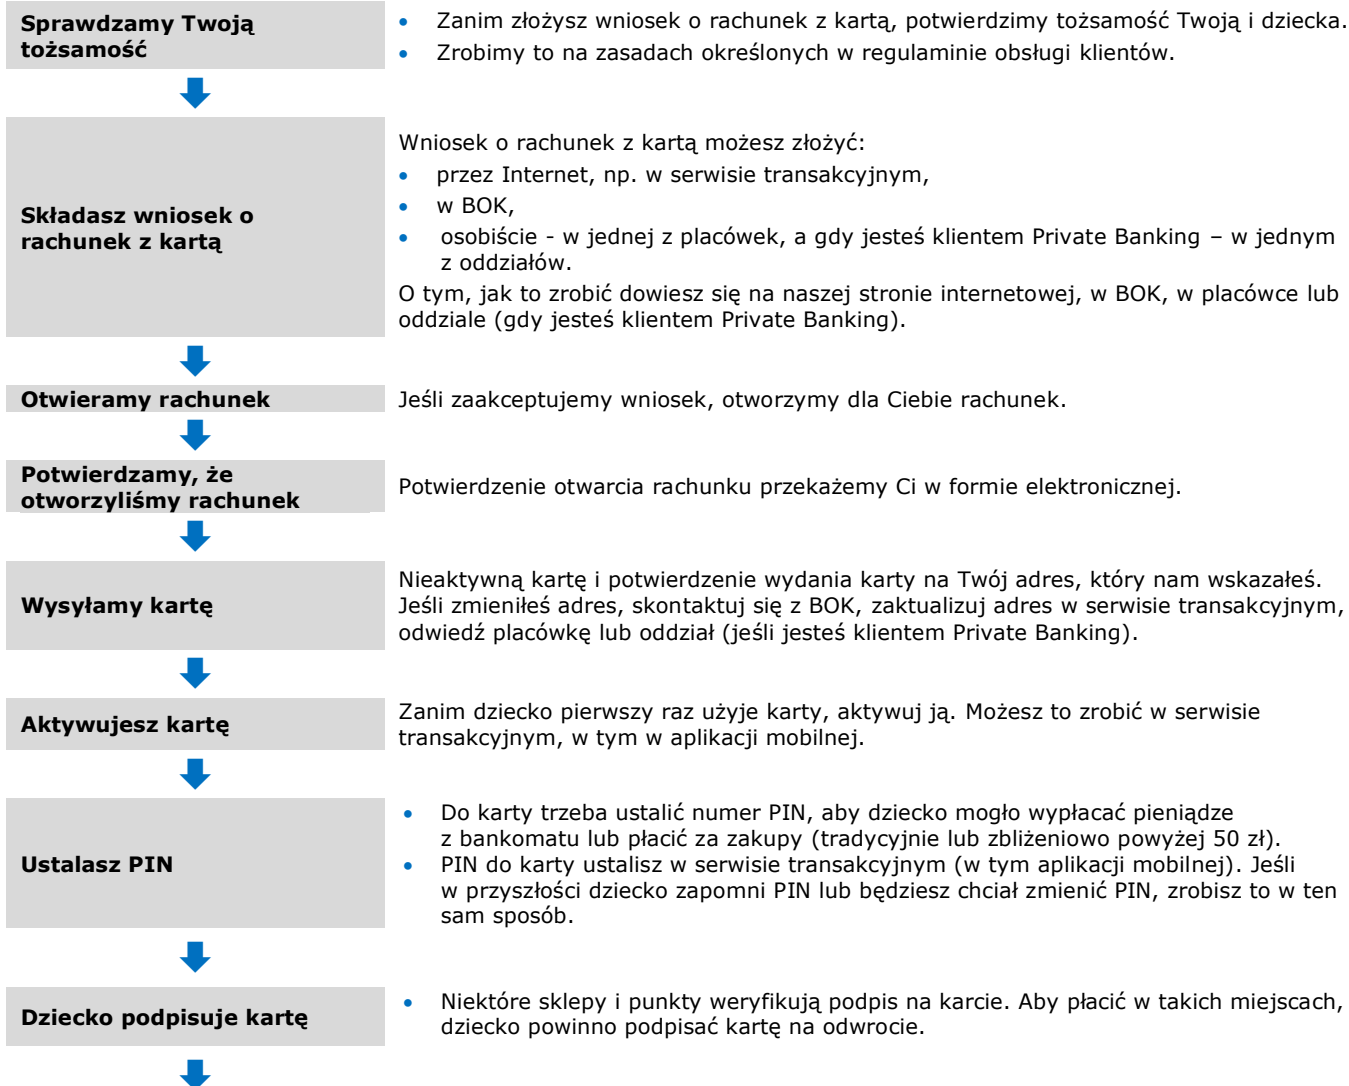 Sprawdzamy Twoją
tożsamość
• Zanim złożysz wniosek o rachunek z kartą, potwierdzimy tożsamość Twoją i dziecka.
• Zrobimy to na zasadach określonych w regulaminie obsługi klientów.
Składasz wniosek o
rachunek z kartą
Wniosek o rachunek z kartą możesz złożyć:
• przez Internet, np. w serwisie transakcyjnym,
• w BOK,
• osobiście - w jednej z placówek, a gdy jesteś klientem Private Banking – w jednym
z oddziałów.
O tym, jak to zrobić dowiesz się na naszej stronie internetowej, w BOK, w placówce lub
oddziale (gdy jesteś klientem Private Banking).
Otwieramy rachunek
Jeśli zaakceptujemy wniosek, otworzymy dla Ciebie rachunek.
Potwierdzamy, że
otworzyliśmy rachunek
Potwierdzenie otwarcia rachunku przekażemy Ci w formie elektronicznej.
Wysyłamy kartę
Nieaktywną kartę i potwierdzenie wydania karty na Twój adres, który nam wskazałeś.
Jeśli zmieniłeś adres, skontaktuj się z BOK, zaktualizuj adres w serwisie transakcyjnym,
odwiedź placówkę lub oddział (jeśli jesteś klientem Private Banking).
Aktywujesz kartę
Zanim dziecko pierwszy raz użyje karty, aktywuj ją. Możesz to zrobić w serwisie
transakcyjnym, w tym w aplikacji mobilnej.
Ustalasz PIN
• Do karty trzeba ustalić numer PIN, aby dziecko mogło wypłacać pieniądze
z bankomatu lub płacić za zakupy (tradycyjnie lub zbliżeniowo powyżej 50 zł).
• PIN do karty ustalisz w serwisie transakcyjnym (w tym aplikacji mobilnej). Jeśli
w przyszłości dziecko zapomni PIN lub będziesz chciał zmienić PIN, zrobisz to w ten
sam sposób.
Dziecko podpisuje kartę
• Niektóre sklepy i punkty weryfikują podpis na karcie. Aby płacić w takich miejscach,
dziecko powinno podpisać kartę na odwrocie.